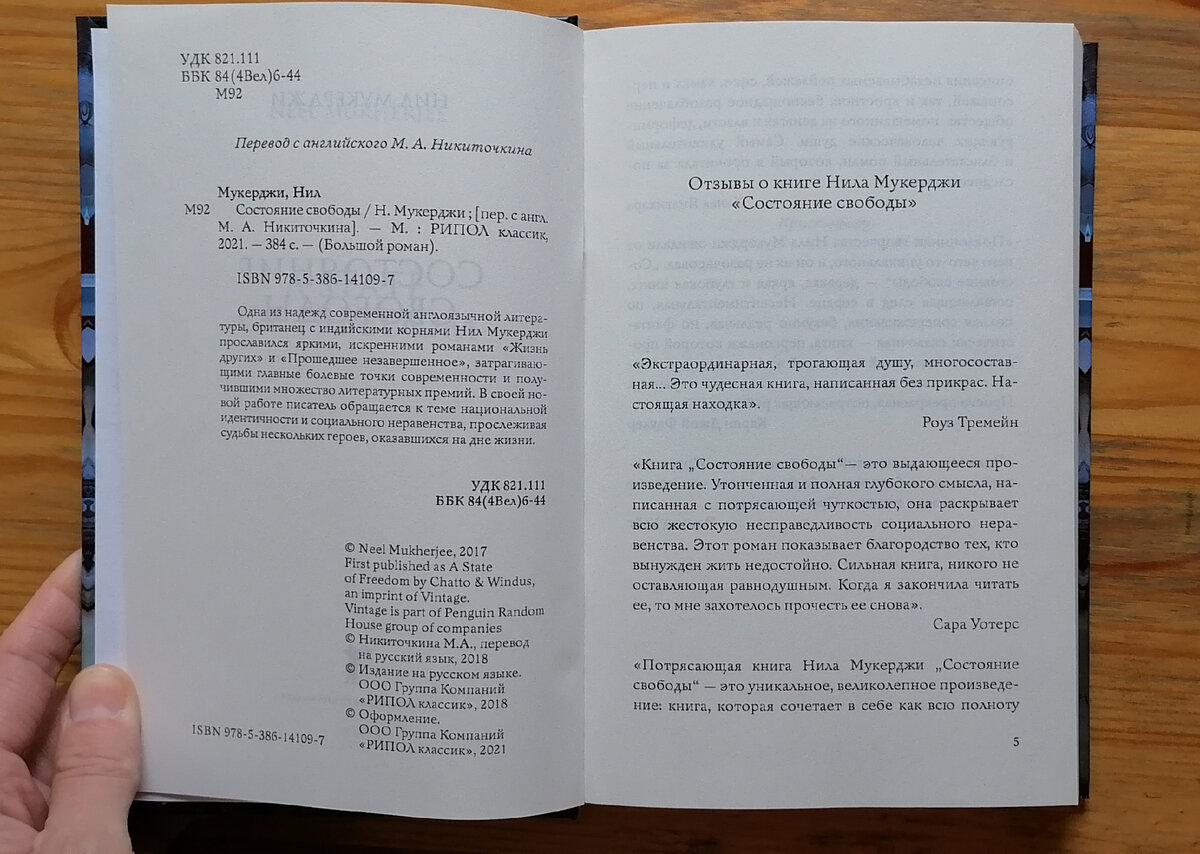 УДК 821.111
ББК 84(4Вел)6-44
М92
Перевод с английского М. А. Никиточкина
Мукерджи, Нил
М92 Состояние свободы / Н. Мукерджи ; [пер. с англ.
М. А. Никиточкина]. — М. : РИПОЛ классик,
2021. — 384 с. — (Большой роман).
ISBN 978-5-386-14109-7
Одна из надежд современной англоязычной литера-
туры, британец с индийскими корнями Нил Мукерджи
прославился яркими, искренними романами «Жизнь
других» и «Прошедшее незавершенное», затрагиваю-
щими главные болевые точки современности и полу-
чившими множество литературных премий. В своей но-
вой работе писатель обращается к теме национальной
идентичности и социального неравенства, прослеживая
судьбы нескольких героев, оказавшихся на дне жизни.
УДК 821.111
ББК 84(4Вел)6-44
© Neel Mukherjee, 2017
First published as A State
of Freedom by Chatto & Windus,
an imprint of Vintage.
Vintage is part of Penguin Random
House group of companies
© Никиточкина М.А., перевод
на русский язык, 2018
© Издание на русском языке.
ООО Группа Компаний
«РИПОЛ классик», 2018
© Оформление.
ООО Группа Компаний
«РИПОЛ классик», 2021
ISBN 978-5-386-14109-7
Отзывы о книге Нила Мукерджи
«Состояние свободы»
«Экстраординарная, трогающая душу, многосостав-
ная... Это чудесная книга, написанная без прикрас. На-
стоящая находка».
Роуз Тремейн
«Книга „Состояние свободы“— это выдающееся про-
изведение. Утонченная и полная глубокого смысла, на-
писанная с потрясающей чуткостью, она раскрывает
всю жестокую несправедливость социального нера-
венства. Этот роман показывает благородство тех, кто
вынужден жить недостойно. Сильная книга, никого не
оставляющая равнодушным. Когда я закончила читать
ее, то мне захотелось прочесть ее снова».
Сара Уотерс
«Потрясающая книга Нила Мукерджи „Состояние
свободы“ — это уникальное, великолепное произведе-
ние: книга, которая сочетает в себе как всю полноту
5